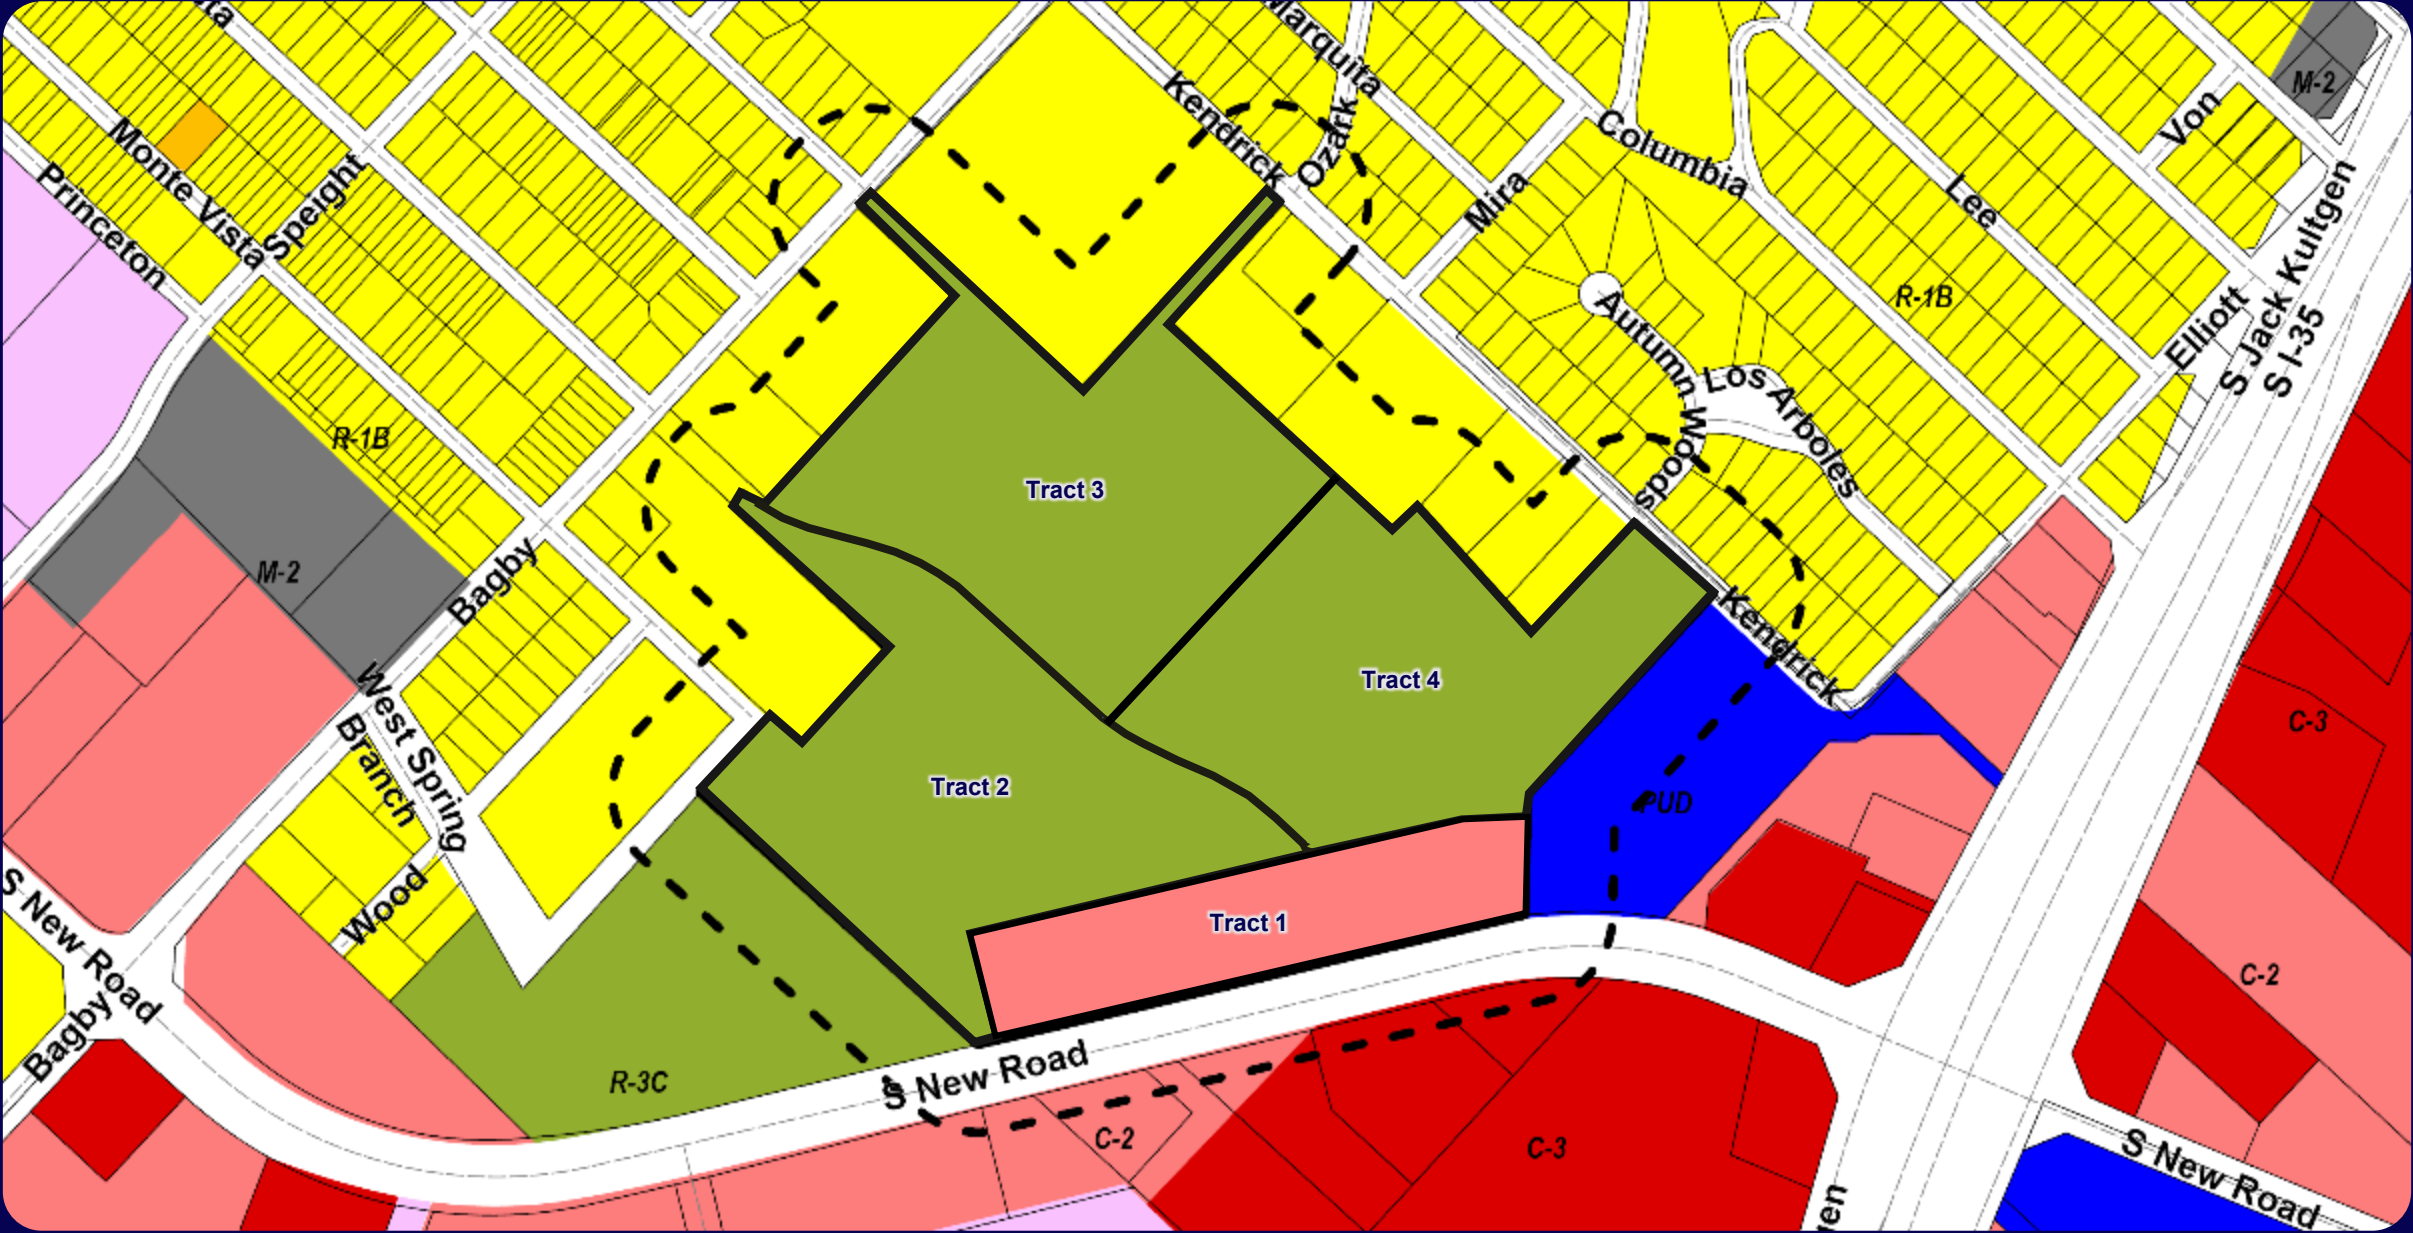 Marquita
Kendrick
Ozark
Columbia
Mira
Lee
Von
M-2
Monte Vista
Princeton
Speight
R-1B
R-1B
Elliott
S Jack Kultgen
S I-35
Autumn Woods
Los Arboles
Tract 3
M-2
Bagby
Kendrick
Tract 4
C-3
West Spring
Branch
Tract 2
PUD
Wood
S New Road
Bagby
Tract 1
C-2
R-3C
S New Road
C-2
C-3
S New Road